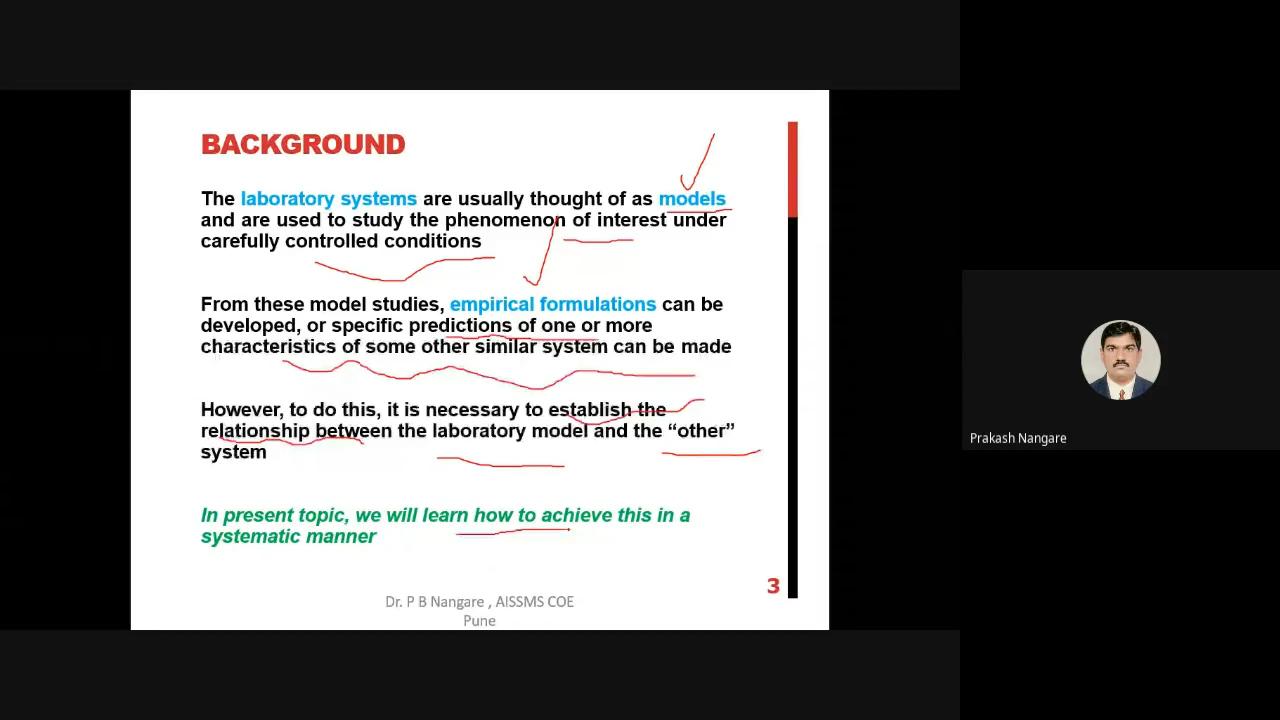 BACKGROUND
The laboratory systems are usually thought of as models
and are used to study the phenomenon of interest under
carefully controlled conditions
From these model studies, empirical formulations can be
developed, or specific predictions of one or more
characteristics of some other similar system can be made
However, to do this, it is necessary to establish the
relationship between the laboratory model and the “other”
system
In present topic, we will learn how to achieve this in a
systematic manner
3
Dr. P B Nangare , AISSMS COE
Pune
Prakash Nangare